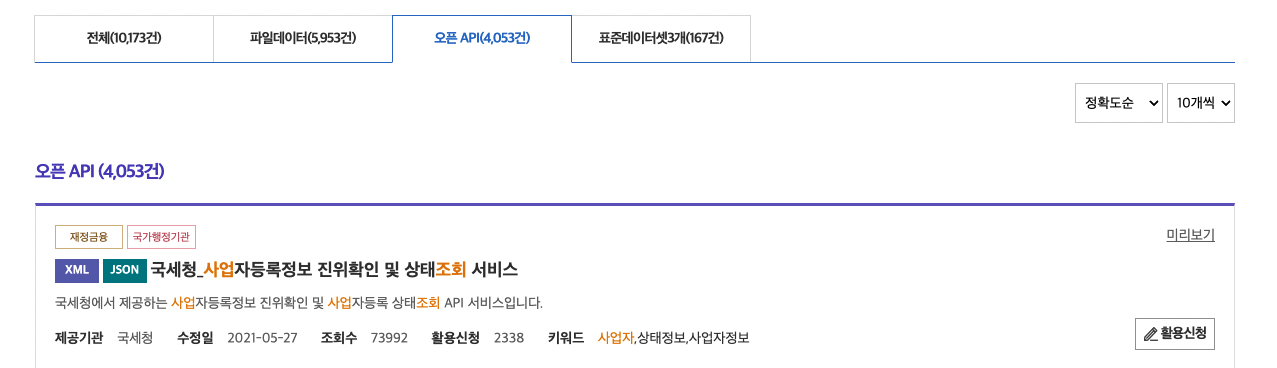 전체(10,173건) 파일데이터(5,953건) 오픈 API(4,053건) 표준데이터셋3개(167건)
정확도순 10개씩
오픈 API (4,053건)
재정금융 국가행정기관 미리보기
XML JSON 국세청_사업자등록정보 진위확인 및 상태조회 서비스
국세청에서 제공하는 사업자등록정보 진위확인 및 사업자등록 상태조회 API 서비스입니다.
제공기관 국세청 수정일 2021-05-27 조회수 73992 활용신청 2338 키워드 사업자,상태정보,사업자정보 활용신청